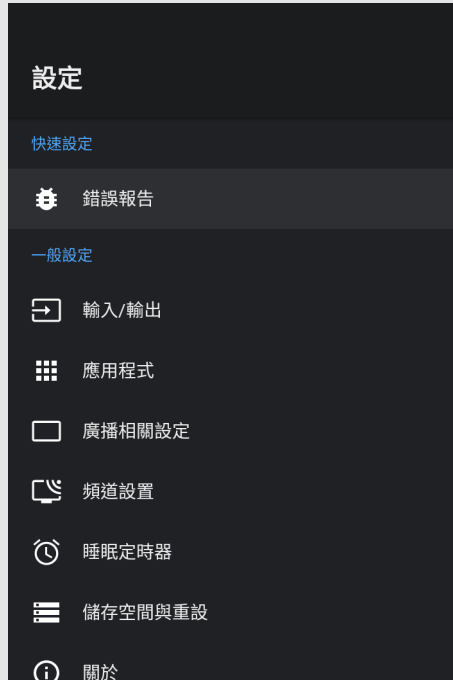 設定
快速設定
錯誤報告
一般設定
輸入/輸出
應用程式
廣播相關設定
頻道設置
睡眠定時器
儲存空間與重設
關於